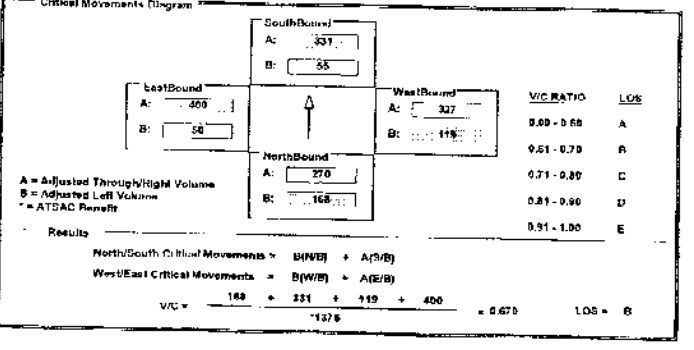 Critical Movements Diagram
SouthBound
A: 331
B: 55
EastBound
A: 400
B: 50
WestBound
A: 327
B: 119
NorthBound
A: 270
B: 168
V/C RATIO LOS
0.00 - 0.60 A
0.61 - 0.70 B
0.71 - 0.80 C
0.81 - 0.90 D
0.91 - 1.00 E
A = Adjusted Through/Right Volume
B = Adjusted Left Volume
* = ATSAC Benefit
Results
North/South Critical Movements = B(N/B) + A(S/B)
West/East Critical Movements = B(W/B) + A(E/B)
V/C = 168 + 331 + 119 + 400 = 0.670 LOS = B
*1375